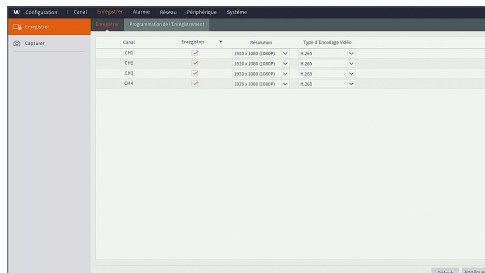 W Configuration | Canal Enregistrer Alarme Réseau Périphérique Système
Enregistrer Enregistrer Programmation de l'Enregistrement
Capturer
Canal Enregistrer Résolution Type d'Encodage Vidéo
CH1 1920 x 1080 (1080P) H.265
CH2 1920 x 1080 (1080P) H.265
CH3 1920 x 1080 (1080P) H.265
CH4 1920 x 1080 (1080P) H.265